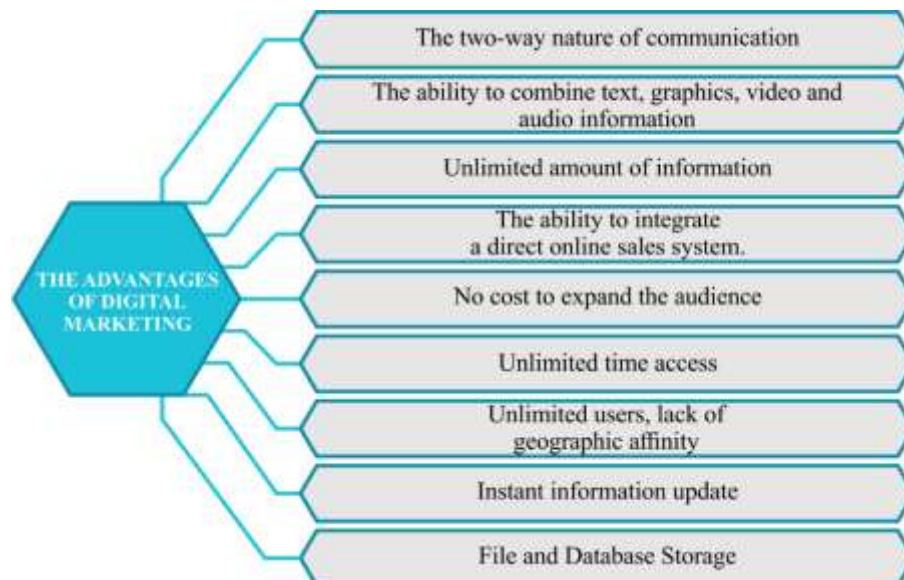 The two-way nature of communication
The ability to combine text, graphics, video and
audio information
Unlimited amount of information
The ability to integrate
a direct online sales system.
THE ADVANTAGES
OF DIGITAL
MARKETING
No cost to expand the audience
Unlimited time access
Unlimited users, lack of
geographic affinity
Instant information update
File and Database Storage